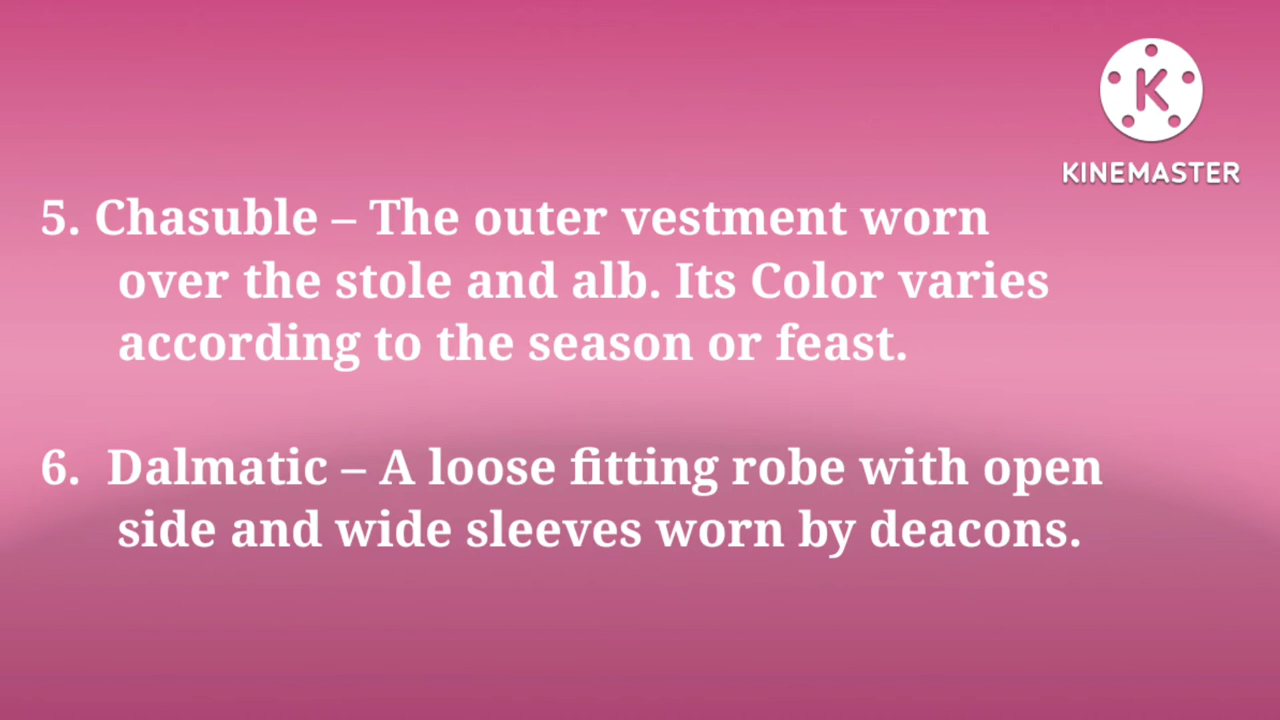 K
KINEMASTER
5. Chasuble – The outer vestment worn
over the stole and alb. Its Color varies
according to the season or feast.
6. Dalmatic – A loose fitting robe with open
side and wide sleeves worn by deacons.